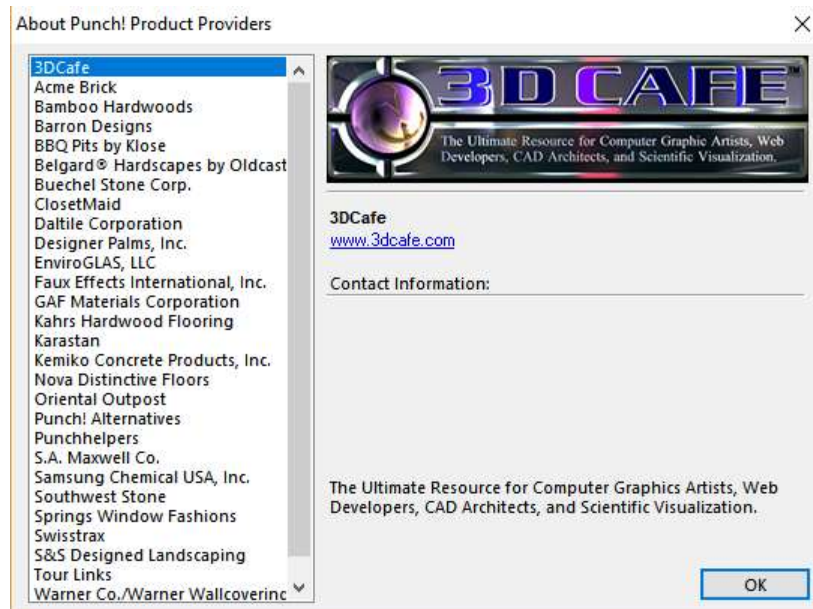 About Punch! Product Providers
3DCafe
Acme Brick
Bamboo Hardwoods
Barron Designs
BBQ Pits by Klose
Belgard® Hardscapes by Oldcast
Buechel Stone Corp.
ClosetMaid
Daltile Corporation
Designer Palms, Inc.
EnviroGLAS, LLC
Faux Effects International, Inc.
GAF Materials Corporation
Kahrs Hardwood Flooring
Karastan
Kemiko Concrete Products, Inc.
Nova Distinctive Floors
Oriental Outpost
Punch! Alternatives
Punchhelpers
S.A. Maxwell Co.
Samsung Chemical USA, Inc.
Southwest Stone
Springs Window Fashions
Swisstrax
S&S Designed Landscaping
Tour Links
Warner Co./Warner Wallcovering
3D CAFE™
The Ultimate Resource for Computer Graphic Artists, Web
Developers, CAD Architects, and Scientific Visualization.
3DCafe
www.3dcafe.com
Contact Information:
The Ultimate Resource for Computer Graphics Artists, Web
Developers, CAD Architects, and Scientific Visualization.
OK